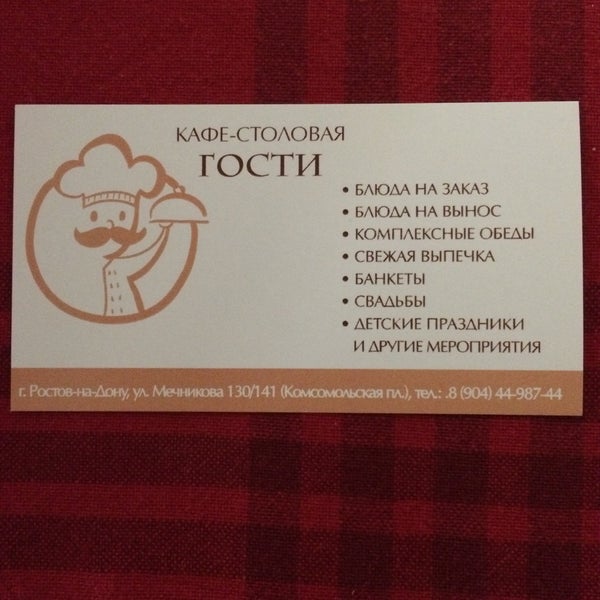 КАФЕ-СТОЛОВАЯ
ГОСТИ
• БЛЮДА НА ЗАКАЗ
• БЛЮДА НА ВЫНОС
• КОМПЛЕКСНЫЕ ОБЕДЫ
• СВЕЖАЯ ВЫПЕЧКА
• БАНКЕТЫ
• СВАДЬБЫ
• ДЕТСКИЕ ПРАЗДНИКИ
И ДРУГИЕ МЕРОПРИЯТИЯ
г. Ростов-на-Дону, ул. Мечникова 130/141 (Комсомольская пл.), тел.: .8 (904) 44-987-44